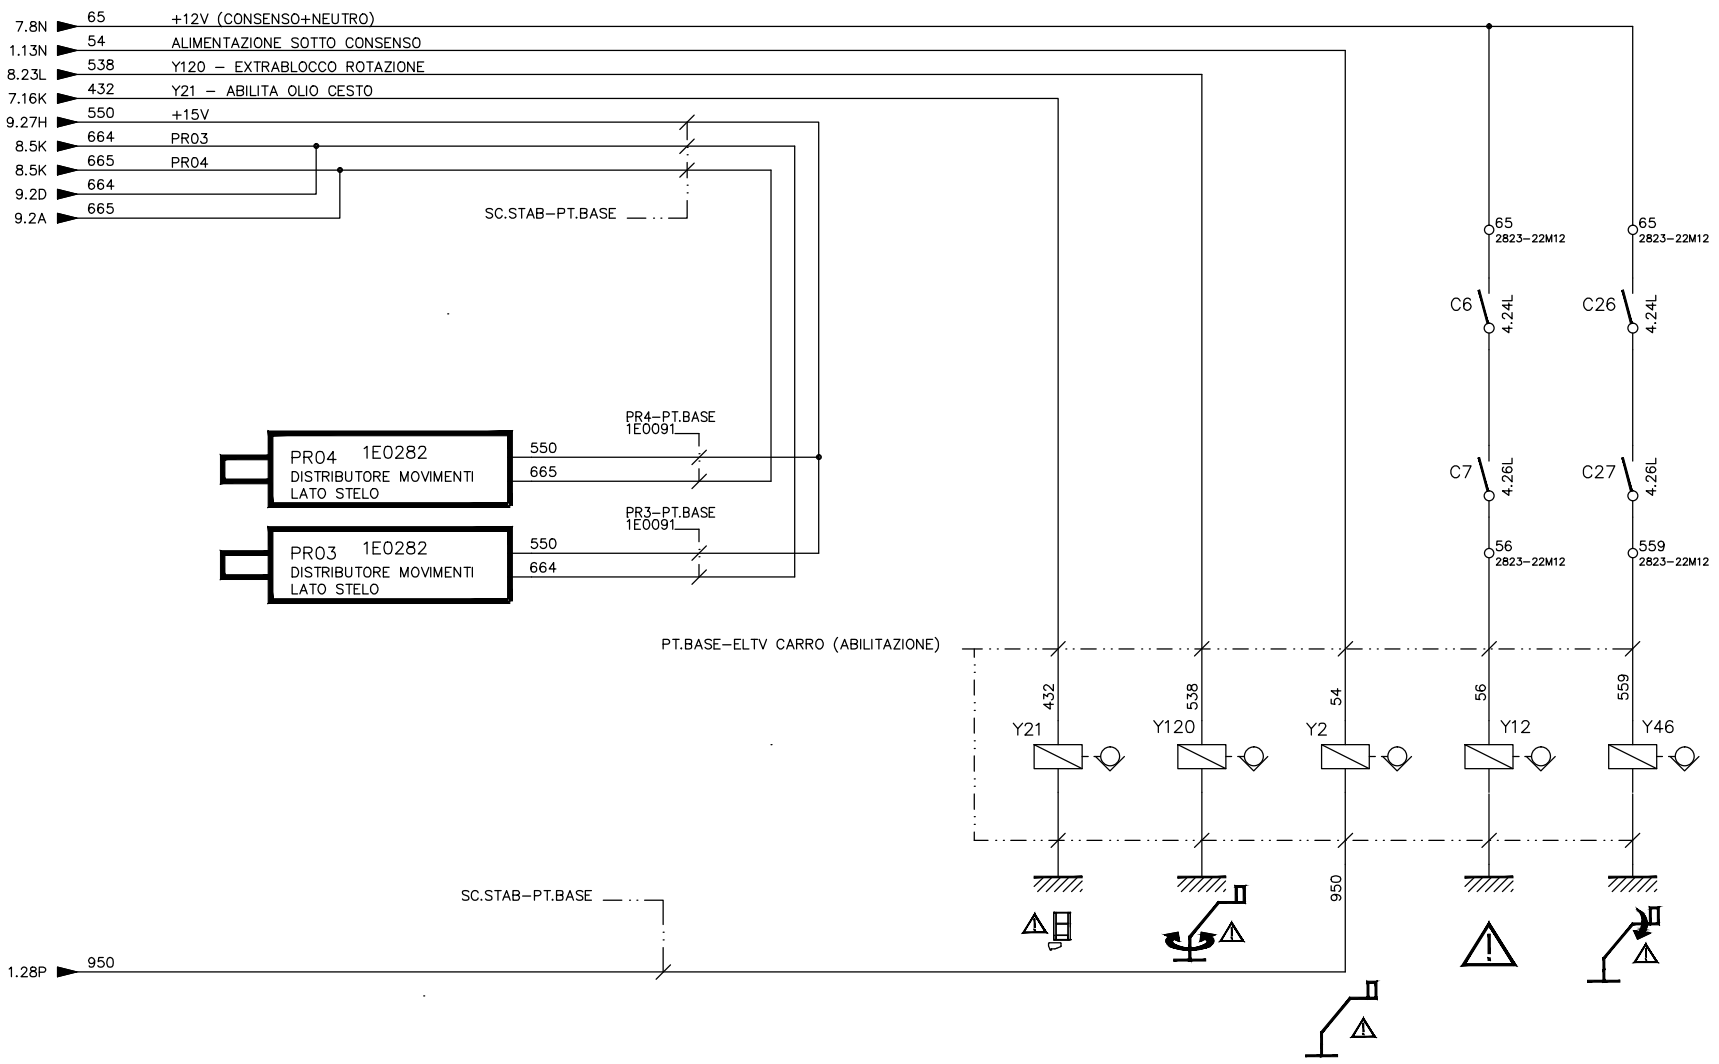 7.8N 65 +12V (CONSENSO+NEUTRO)
1.13N 54 ALIMENTAZIONE SOTTO CONSENSO
8.23L 538 Y120 - EXTRABLOCCO ROTAZIONE
7.16K 432 Y21 - ABILITA OLIO CESTO
9.27H 550 +15V
8.5K 664 PR03
8.5K 665 PR04
9.2D 664
9.2A 665
SC.STAB-PT.BASE
65
2823-22M12
65
2823-22M12
C6 4.24L
C26 4.24L
PR4-PT.BASE
1E0091
PR04 1E0282
DISTRIBUTORE MOVIMENTI
LATO STELO
550
665
C7 4.26L
C27 4.26L
PR3-PT.BASE
1E0091
PR03 1E0282
DISTRIBUTORE MOVIMENTI
LATO STELO
550
664
56
2823-22M12
559
2823-22M12
PT.BASE-ELTV CARRO (ABILITAZIONE)
432
538
54
56
559
Y21
Y120
Y2
Y12
Y46
950
SC.STAB-PT.BASE
1.28P 950